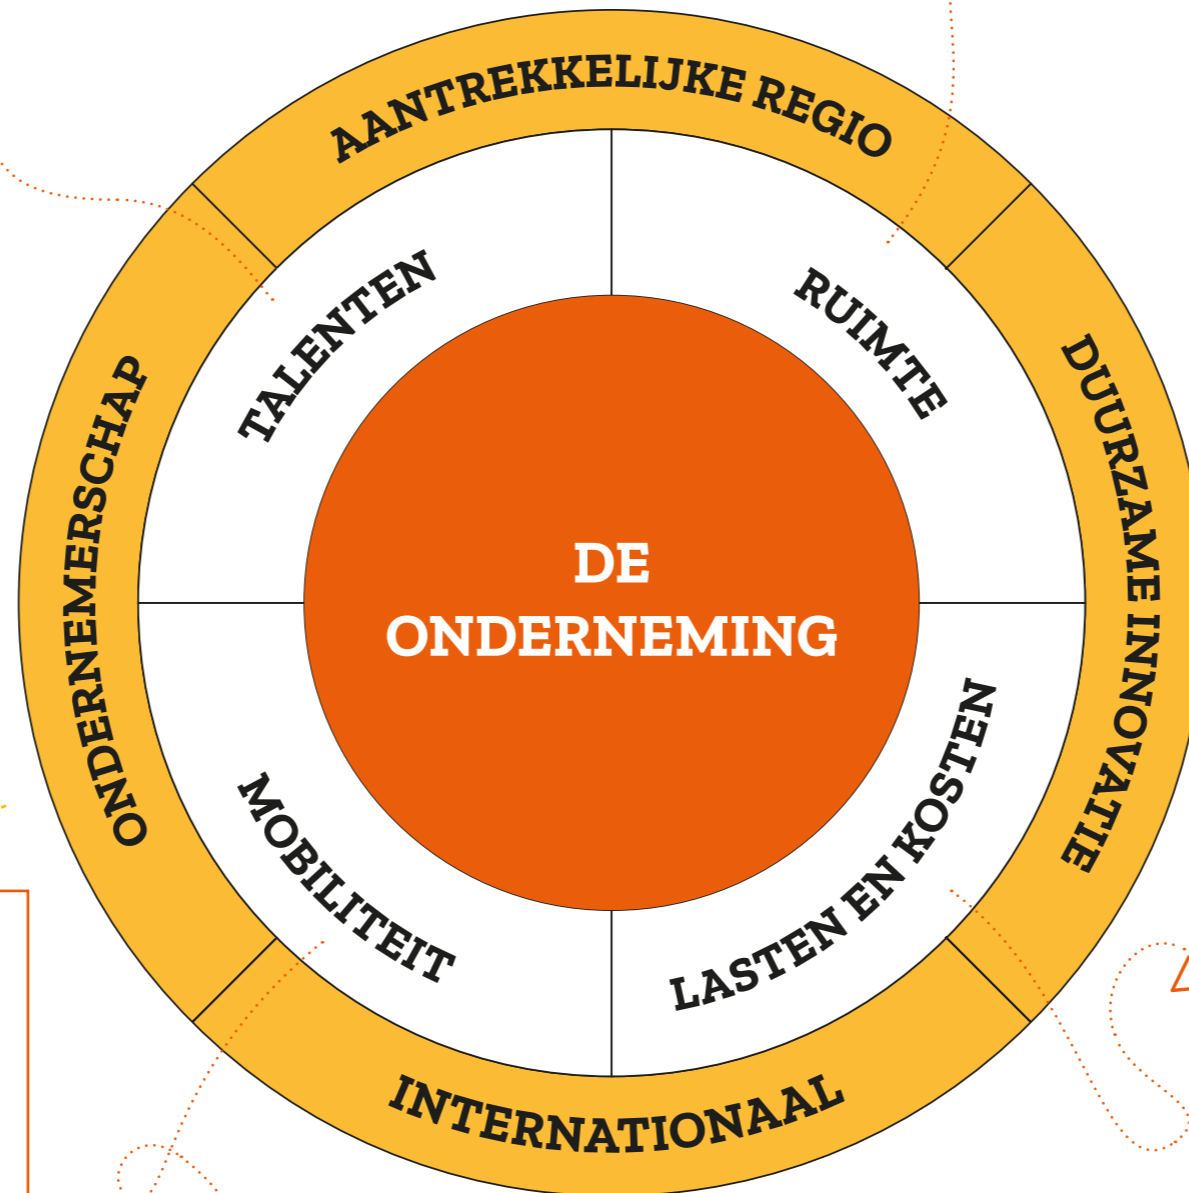 AANTREKKELIJKE REGIO
TALENTEN
RUIMTE
ONDERNEMERSCHAP
DUURZAME INNOVATIE
DE
ONDERNEMING
MOBILITEIT
LASTEN EN KOSTEN
INTERNATIONAAL